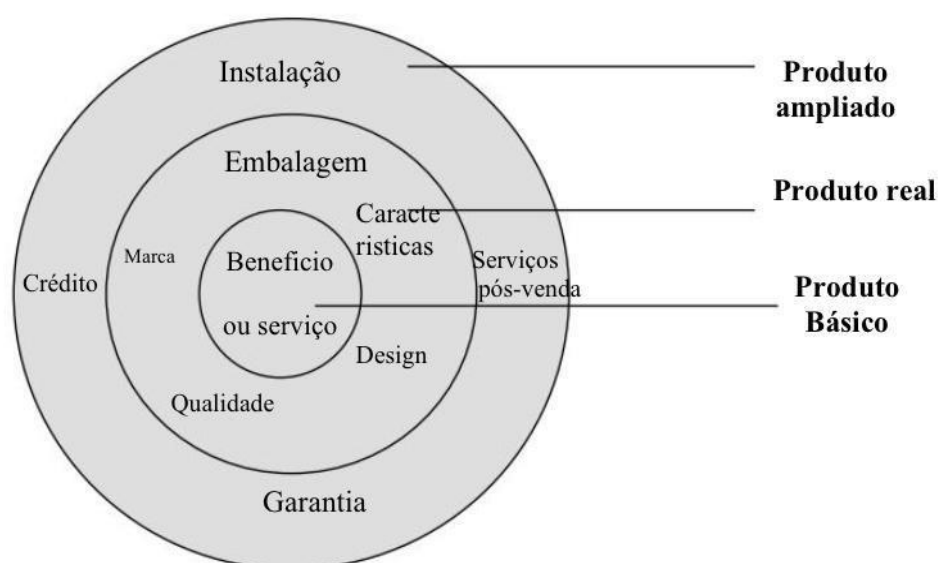 Instalação
Produto
ampliado
Embalagem
Produto real
Caracte
risticas
Marca
Beneficio
ou serviço
Crédito
Serviços
pós-venda
Produto
Básico
Design
Qualidade
Garantia